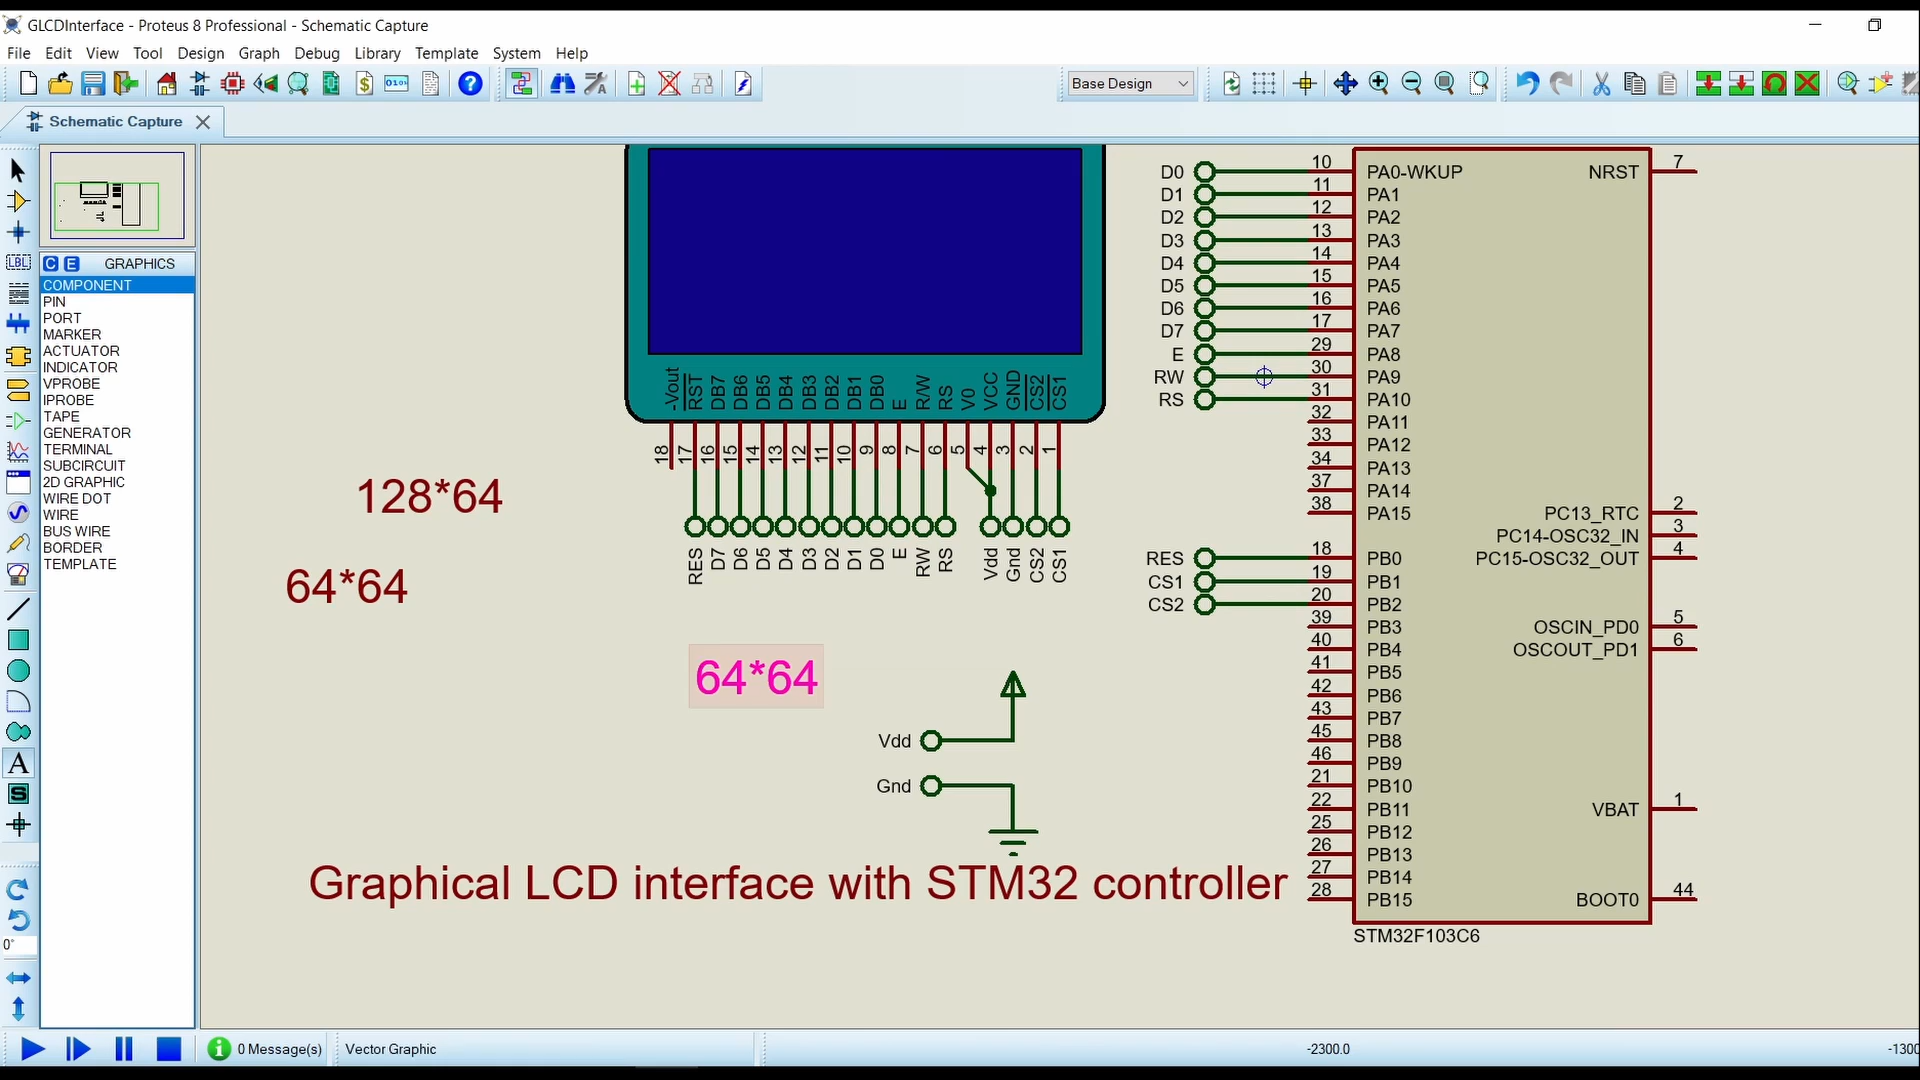 GLCDInterface - Proteus 8 Professional - Schematic Capture
File Edit View Tool Design Graph Debug Library Template System Help
Base Design
Schematic Capture
C E GRAPHICS
COMPONENT
PIN
PORT
MARKER
ACTUATOR
INDICATOR
VPROBE
IPROBE
TAPE
GENERATOR
TERMINAL
SUBCIRCUIT
2D GRAPHIC
WIRE DOT
WIRE
BUS WIRE
BORDER
TEMPLATE
LBL
A
S
0°
-Vout RST DB7 DB6 DB5 DB4 DB3 DB2 DB1 DB0 E R/W RS V0 VCC GND CS2 CS1
18 17 16 15 14 13 12 11 10 9 8 7 6 5 4 3 2 1
RES D7 D6 D5 D4 D3 D2 D1 D0 E RW RS Vdd Gnd CS2 CS1
128*64
64*64
64*64
Vdd
Gnd
Graphical LCD interface with STM32 controller
D0 10 PA0-WKUP NRST 7
D1 11 PA1
D2 12 PA2
D3 13 PA3
D4 14 PA4
D5 15 PA5
D6 16 PA6
D7 17 PA7
E 29 PA8
RW 30 PA9
RS 31 PA10
32 PA11
33 PA12
34 PA13
37 PA14
38 PA15 PC13_RTC 2
PC14-OSC32_IN 3
RES 18 PB0 PC15-OSC32_OUT 4
CS1 19 PB1
CS2 20 PB2
39 PB3 OSCIN_PD0 5
40 PB4 OSCOUT_PD1 6
41 PB5
42 PB6
43 PB7
45 PB8
46 PB9
21 PB10
22 PB11 VBAT 1
25 PB12
26 PB13
27 PB14
28 PB15 BOOT0 44
STM32F103C6
0 Message(s) Vector Graphic -2300.0 -1300